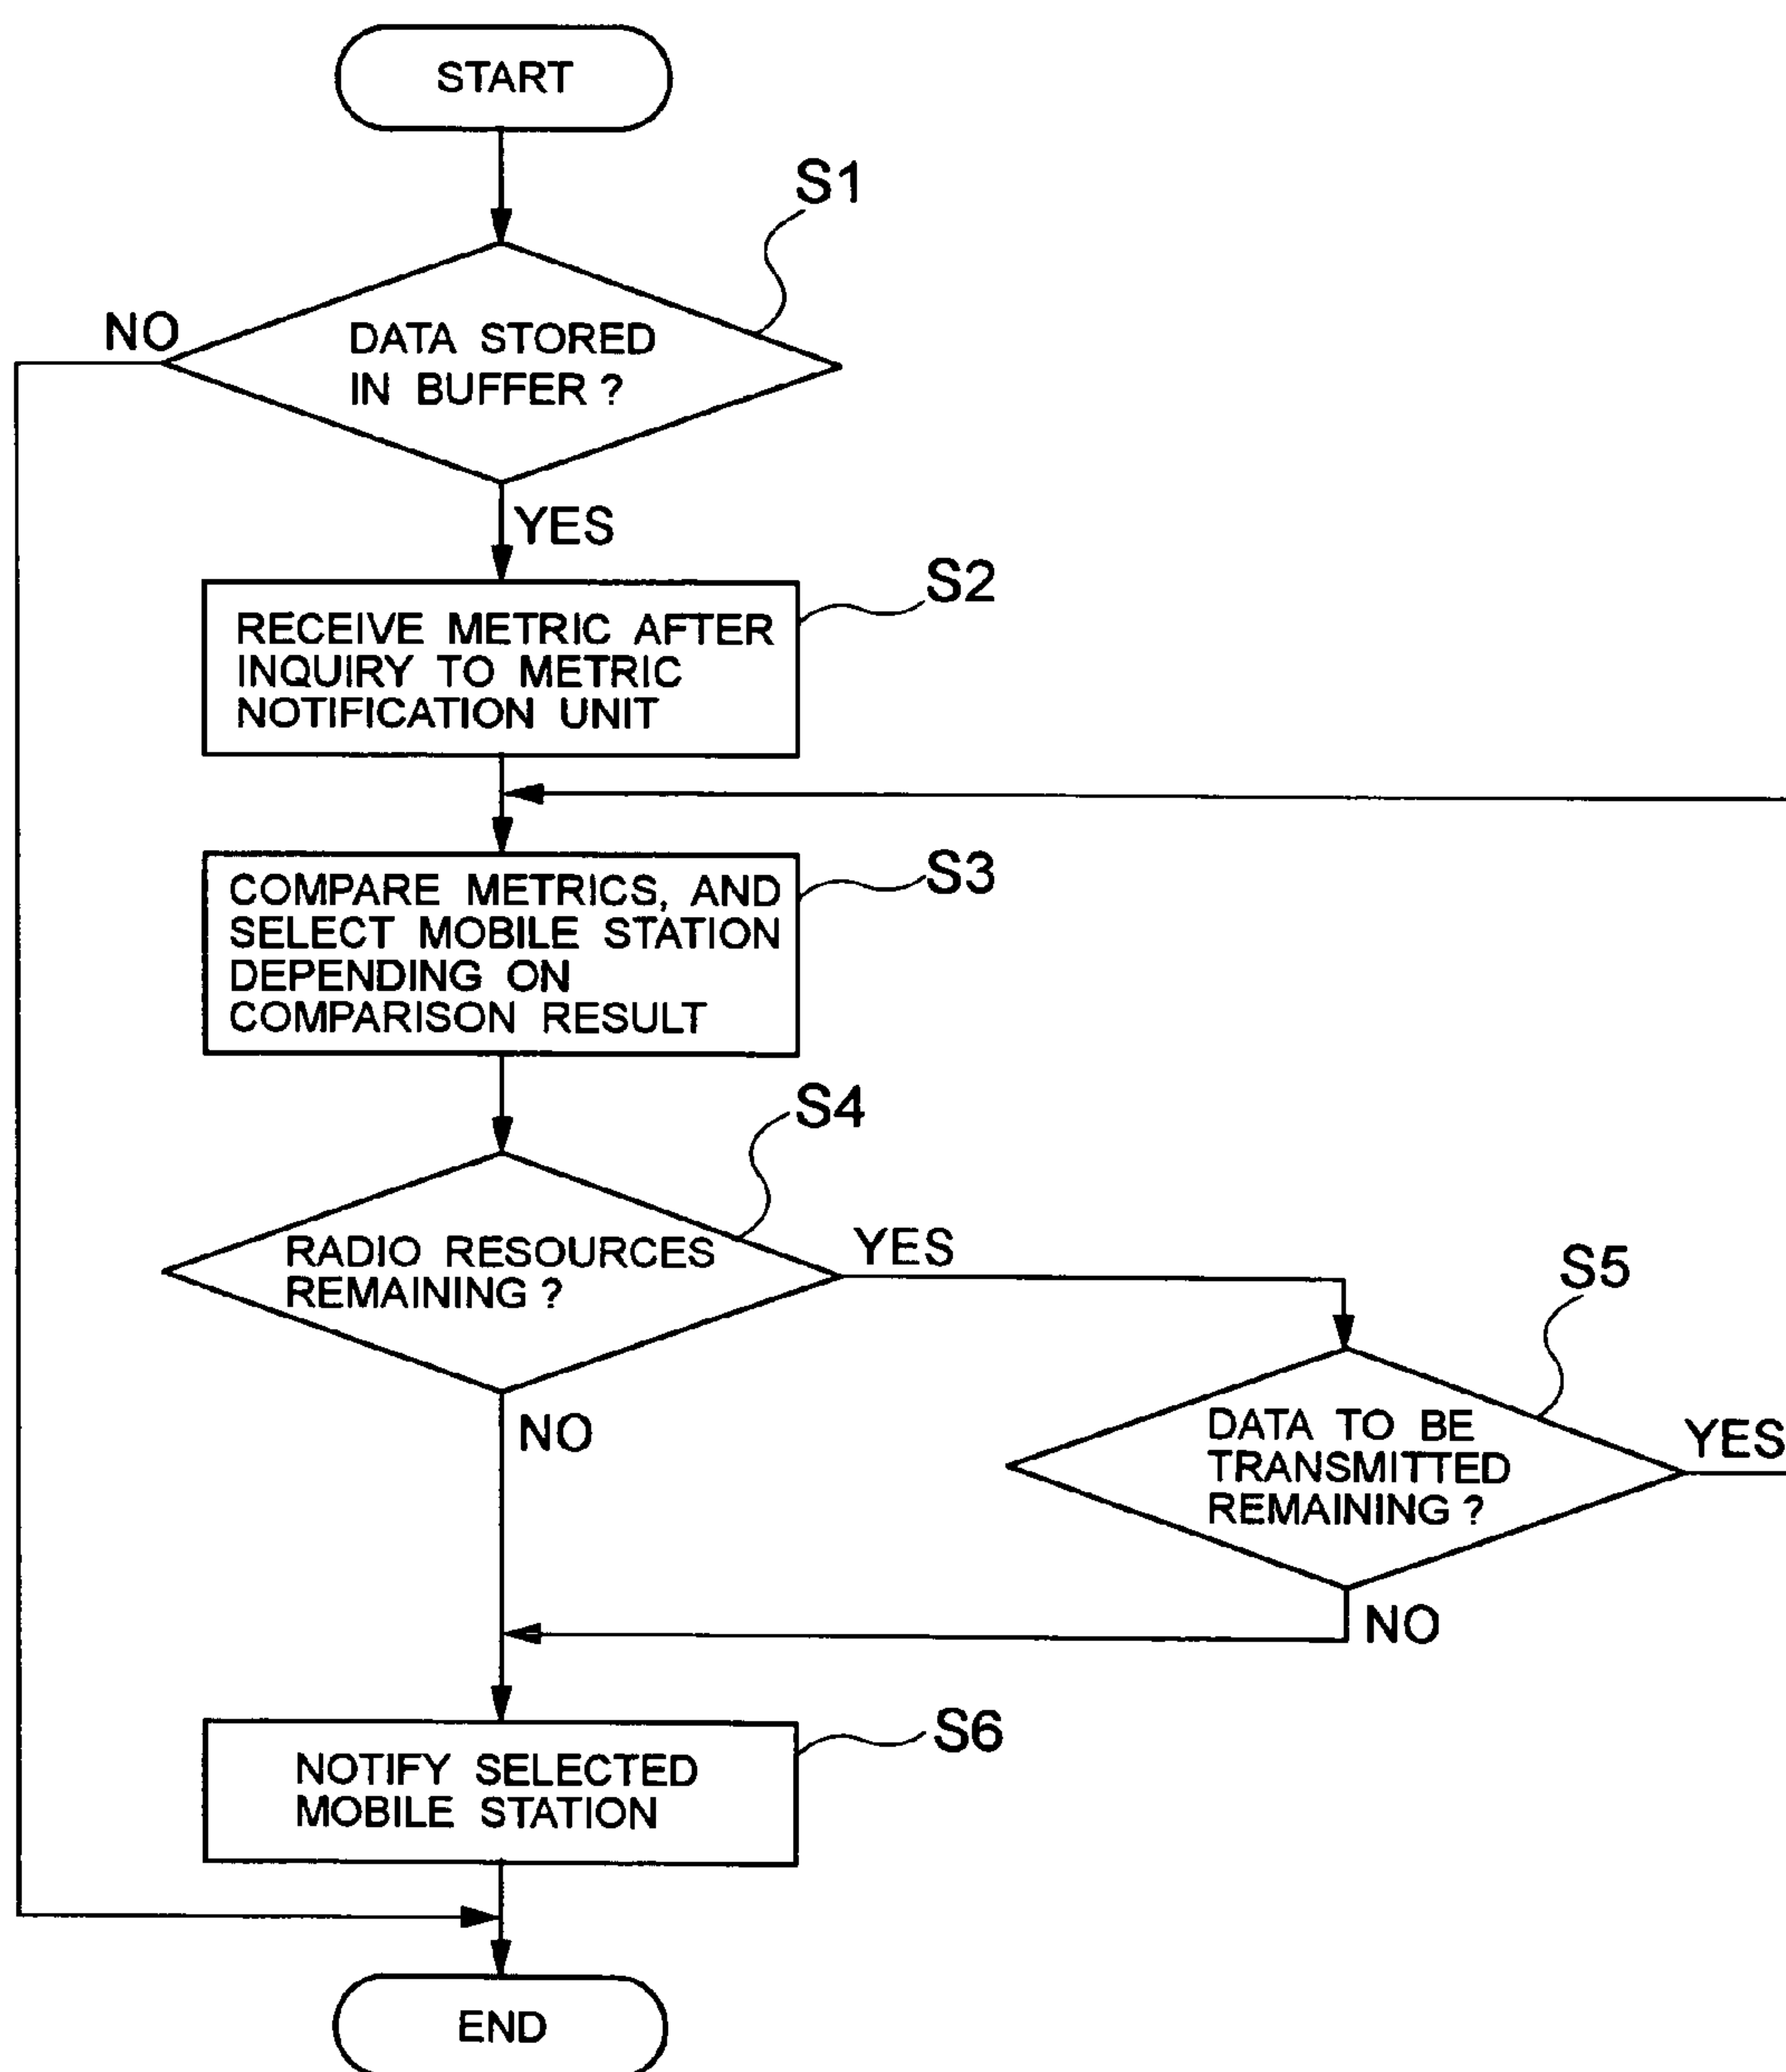 START
S1
NO
DATA STORED
IN BUFFER ?
YES
S2
RECEIVE METRIC AFTER
INQUIRY TO METRIC
NOTIFICATION UNIT
S3
COMPARE METRICS, AND
SELECT MOBILE STATION
DEPENDING ON
COMPARISON RESULT
S4
RADIO RESOURCES
REMAINING ?
YES
S5
NO
DATA TO BE
TRANSMITTED
REMAINING ?
YES
NO
S6
NOTIFY SELECTED
MOBILE STATION
END